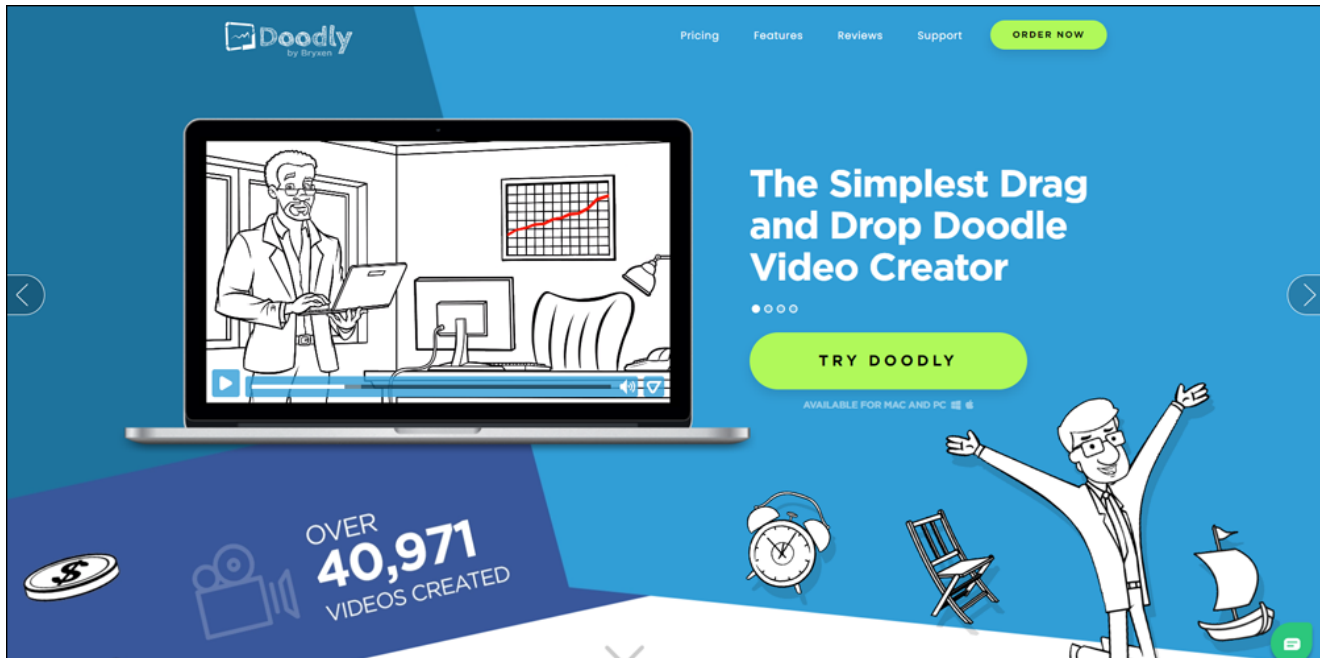 Doodly
by Bryxen
Pricing
Features
Reviews
Support
ORDER NOW
The Simplest Drag
and Drop Doodle
Video Creator
TRY DOODLY
AVAILABLE FOR MAC AND PC
OVER
40,971
VIDEOS CREATED
$